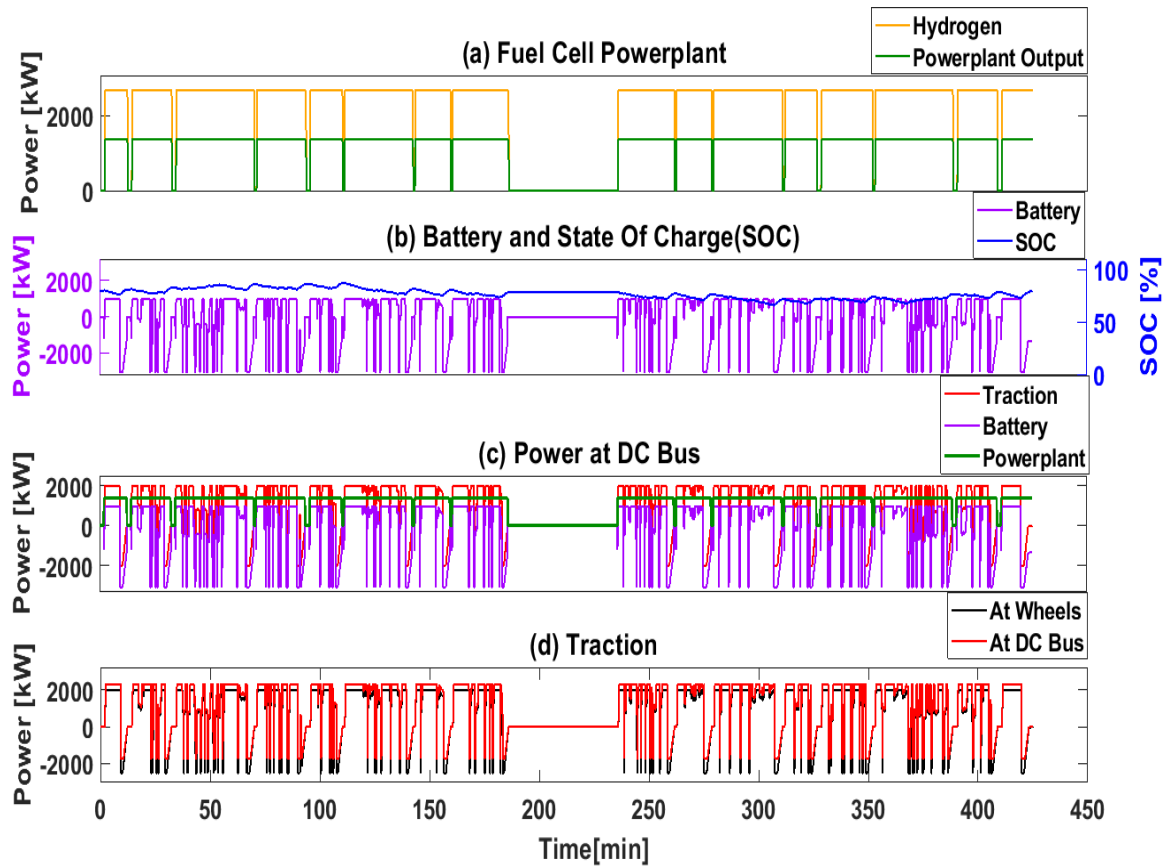 Hydrogen
Powerplant Output
(a) Fuel Cell Powerplant
Power [kW]
2000
0
Battery
SOC
(b) Battery and State Of Charge(SOC)
Power [kW]
2000
0
-2000
100
50
0
SOC [%]
Traction
Battery
Powerplant
(c) Power at DC Bus
Power [kW]
2000
0
-2000
At Wheels
At DC Bus
(d) Traction
Power [kW]
2000
0
-2000
0 50 100 150 200 250 300 350 400 450
Time[min]